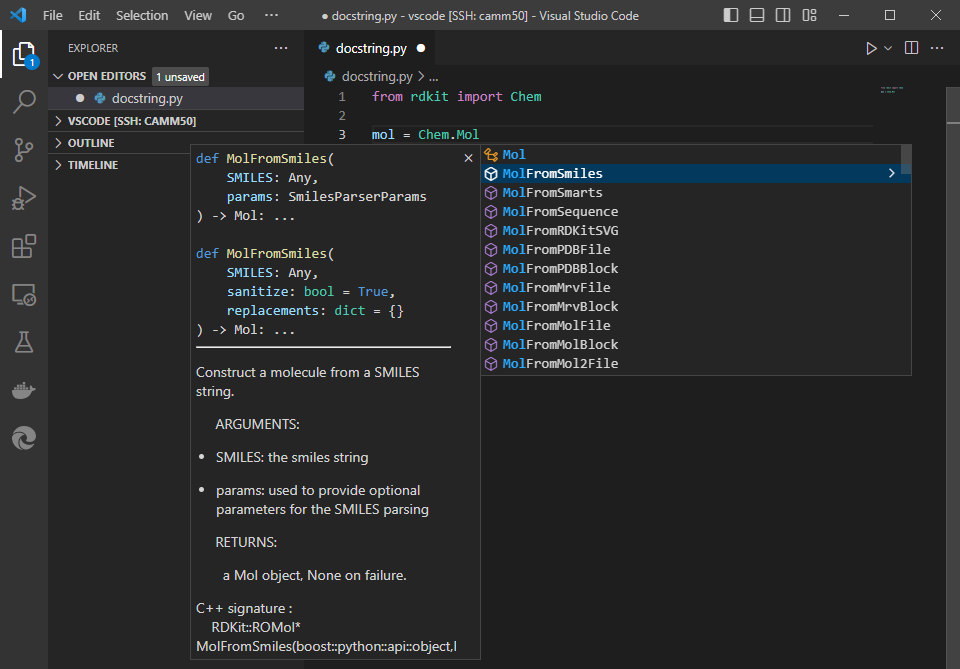 File Edit Selection View Go ··· ● docstring.py - vscode [SSH: camm50] - Visual Studio Code
EXPLORER ···
OPEN EDITORS 1 unsaved
● docstring.py
VSCODE [SSH: CAMM50]
OUTLINE
TIMELINE
1
docstring.py ●
docstring.py > ...
1 from rdkit import Chem
2
3 mol = Chem.Mol
def MolFromSmiles(
SMILES: Any,
params: SmilesParserParams
) -> Mol: ...
def MolFromSmiles(
SMILES: Any,
sanitize: bool = True,
replacements: dict = {}
) -> Mol: ...
Construct a molecule from a SMILES
string.
ARGUMENTS:
• SMILES: the smiles string
• params: used to provide optional
parameters for the SMILES parsing
RETURNS:
a Mol object, None on failure.
C++ signature :
RDKit::ROMol*
MolFromSmiles(boost::python::api::object,l
Mol
MolFromSmiles
MolFromSmarts
MolFromSequence
MolFromRDKitSVG
MolFromPDBFile
MolFromPDBBlock
MolFromMrvFile
MolFromMrvBlock
MolFromMolFile
MolFromMolBlock
MolFromMol2File